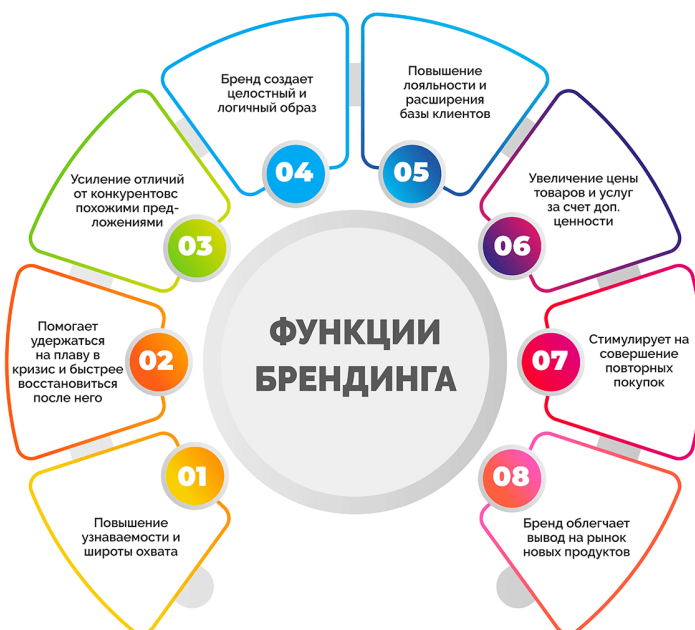 ФУНКЦИИ
БРЕНДИНГА
01
Повышение
узнаваемости и
широты охвата
02
Помогает
удержаться
на плаву в
кризис и быстрее
восстановиться
после него
03
Усиление отличий
от конкурентовс
похожими пред-
ложениями
04
Бренд создает
целостный и
логичный образ
05
Повышение
лояльности и
расширения
базы клиентов
06
Увеличение цены
товаров и услуг
за счет доп.
ценности
07
Стимулирует на
совершение
повторных
покупок
08
Бренд облегчает
вывод на рынок
новых продуктов